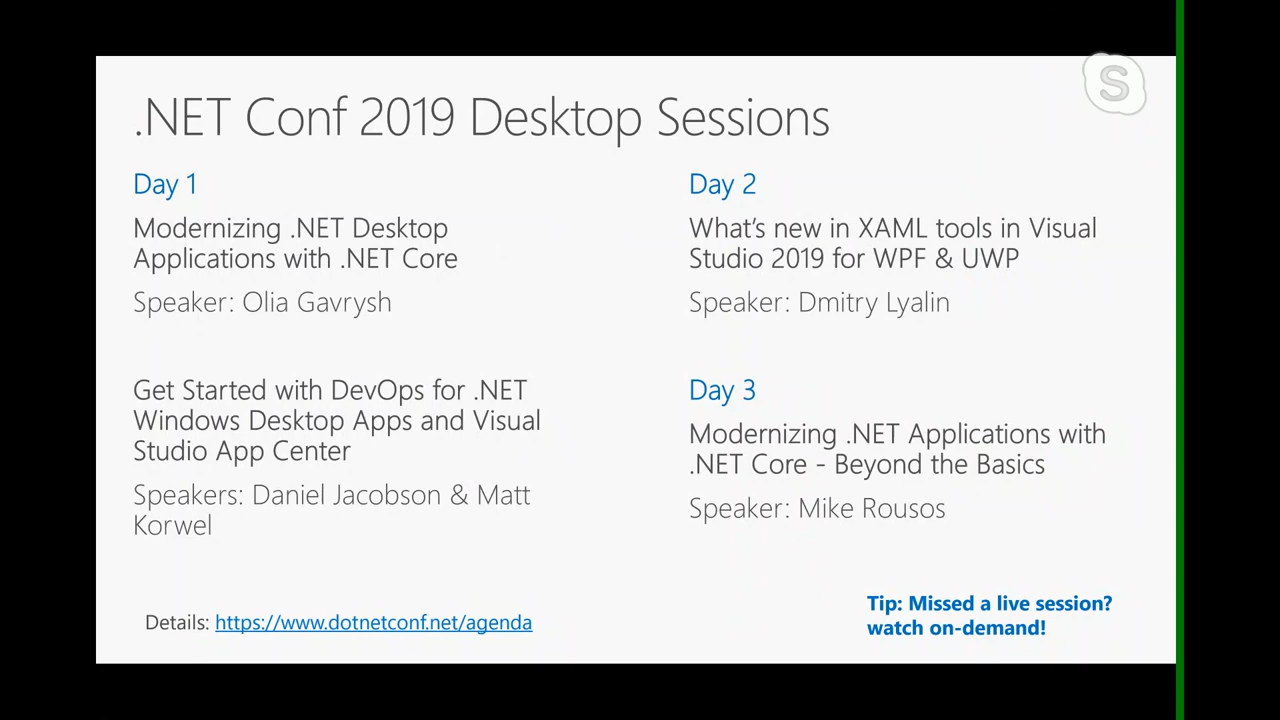 .NET Conf 2019 Desktop Sessions
Day 1
Modernizing .NET Desktop
Applications with .NET Core
Speaker: Olia Gavrysh
Get Started with DevOps for .NET
Windows Desktop Apps and Visual
Studio App Center
Speakers: Daniel Jacobson & Matt
Korwel
Day 2
What's new in XAML tools in Visual
Studio 2019 for WPF & UWP
Speaker: Dmitry Lyalin
Day 3
Modernizing .NET Applications with
.NET Core - Beyond the Basics
Speaker: Mike Rousos
Details: https://www.dotnetconf.net/agenda
Tip: Missed a live session?
watch on-demand!
S